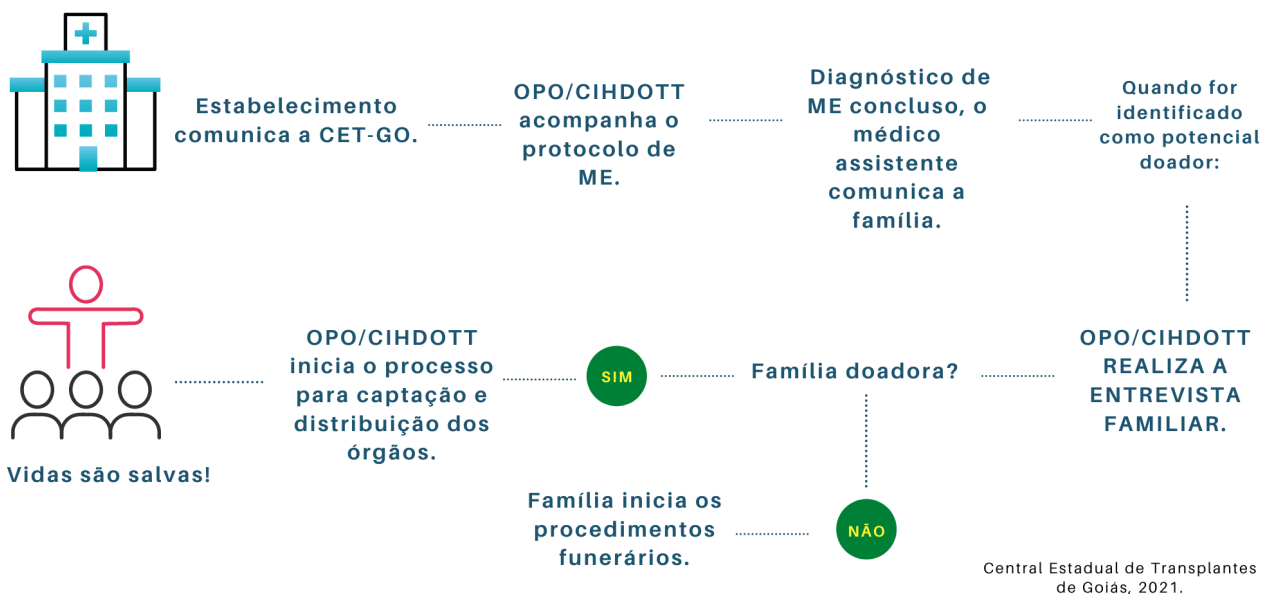 Estabelecimento
comunica a CET-GO.
OPO/CIHDOTT
acompanha o
protocolo de
ME.
Diagnóstico de
ME concluso, o
médico
assistente
comunica a
família.
Quando for
identificado
como potencial
doador:
OPO/CIHDOTT
REALIZA A
ENTREVISTA
FAMILIAR.
Família doadora?
SIM
OPO/CIHDOTT
inicia o processo
para captação e
distribuição dos
órgãos.
Vidas são salvas!
NÃO
Família inicia os
procedimentos
funerários.
Central Estadual de Transplantes
de Goiás, 2021.